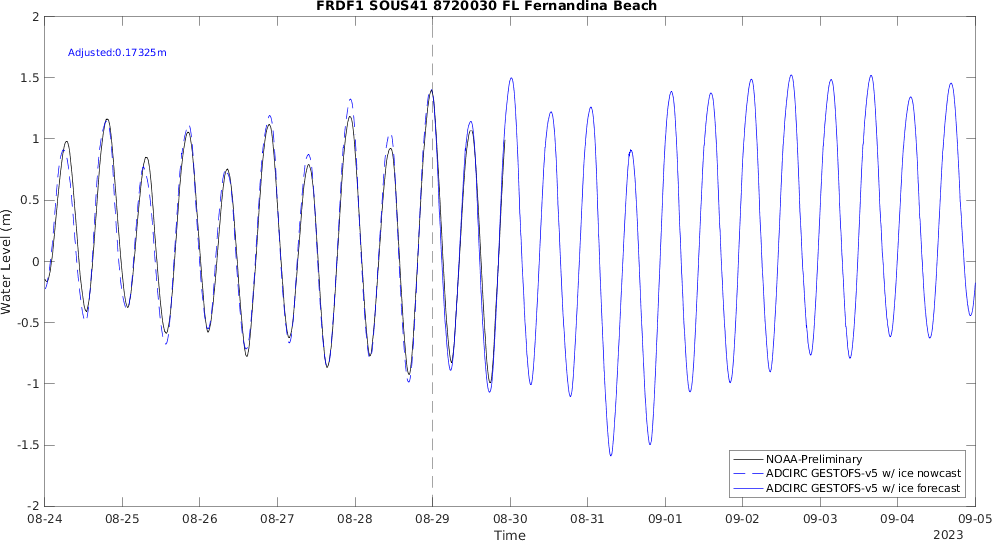 FRDF1 SOUS41 8720030 FL Fernandina Beach
Adjusted:0.17325m
2
1.5
1
0.5
0
-0.5
-1
-1.5
-2
Water Level (m)
NOAA-Preliminary
ADCIRC GESTOFS-v5 w/ ice nowcast
ADCIRC GESTOFS-v5 w/ ice forecast
08-24 08-25 08-26 08-27 08-28 08-29 08-30 08-31 09-01 09-02 09-03 09-04 09-05
Time
2023